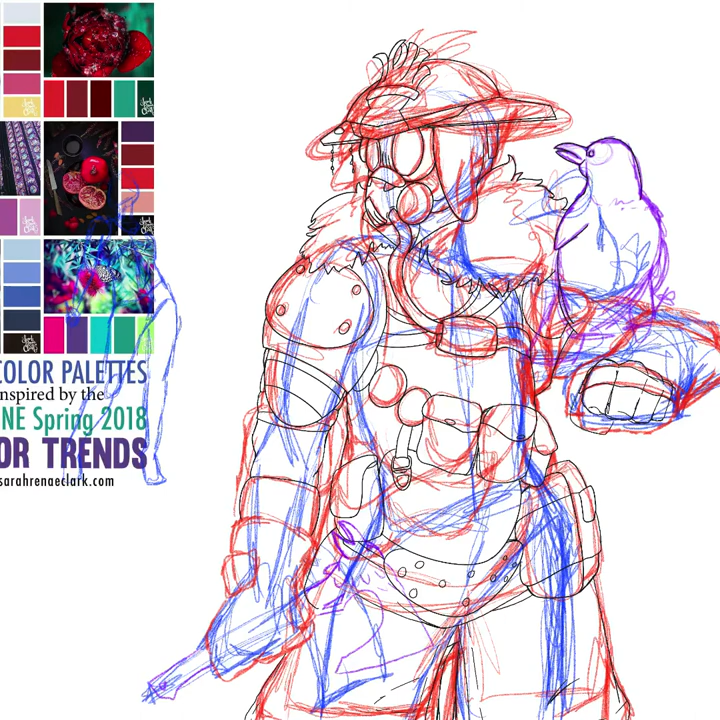 COLOR PALETTES
nspired by the
NE Spring 2018
OR TRENDS
sarahrenaeclark.com